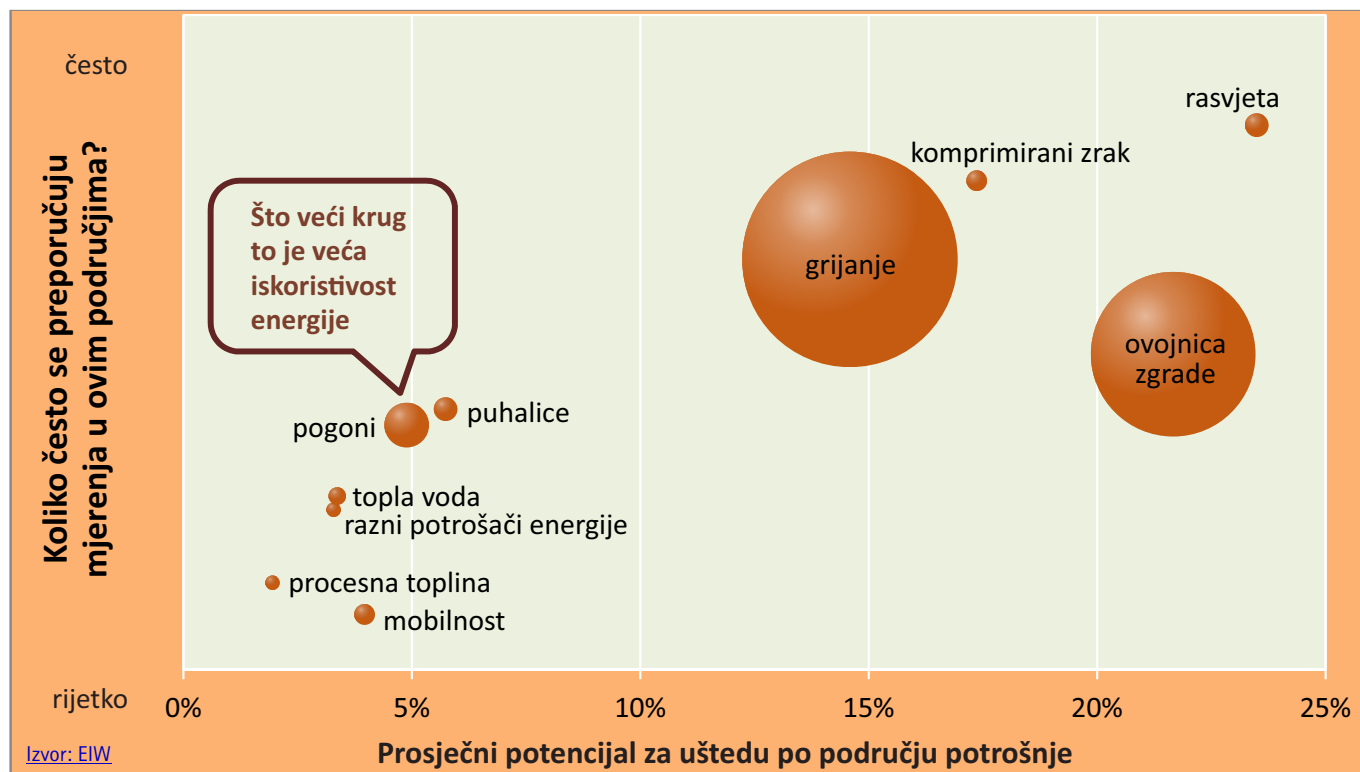 često
Koliko često se preporučuju
mjerenja u ovim područjima?
rijetko
rasvjeta
komprimirani zrak
Što veći krug
to je veća
iskoristivost
energije
grijanje
ovojnica
zgrade
puhalice
pogoni
topla voda
razni potrošači energije
procesna toplina
mobilnost
0% 5% 10% 15% 20% 25%
Prosječni potencijal za uštedu po području potrošnje
Izvor: EIW